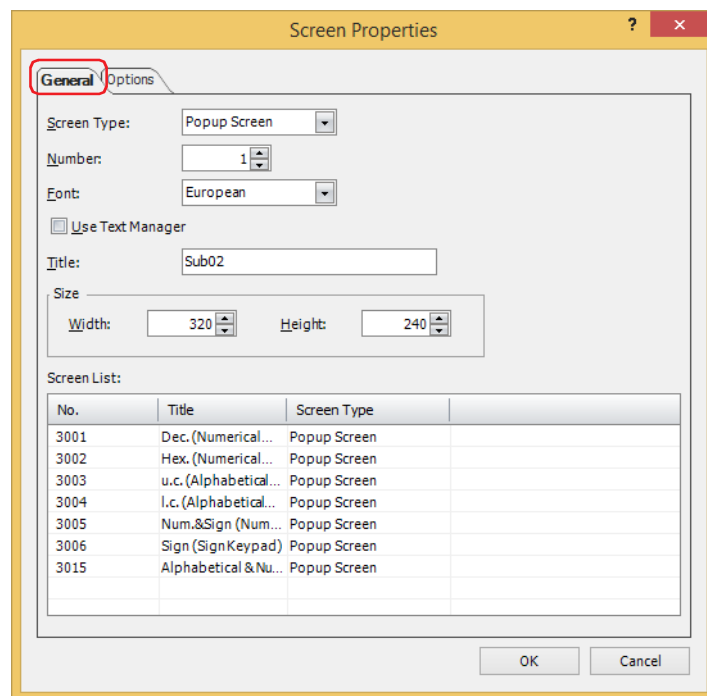 Screen Properties
? ×
General Options
Screen Type: Popup Screen
Number: 1
Font: European
Use Text Manager
Title: Sub02
Size
Width: 320 Height: 240
Screen List:
No. Title Screen Type
3001 Dec. (Numerical... Popup Screen
3002 Hex. (Numerical... Popup Screen
3003 u.c. (Alphabetical... Popup Screen
3004 l.c. (Alphabetical... Popup Screen
3005 Num.&Sign (Num... Popup Screen
3006 Sign (Sign Keypad) Popup Screen
3015 Alphabetical & Nu... Popup Screen
OK Cancel